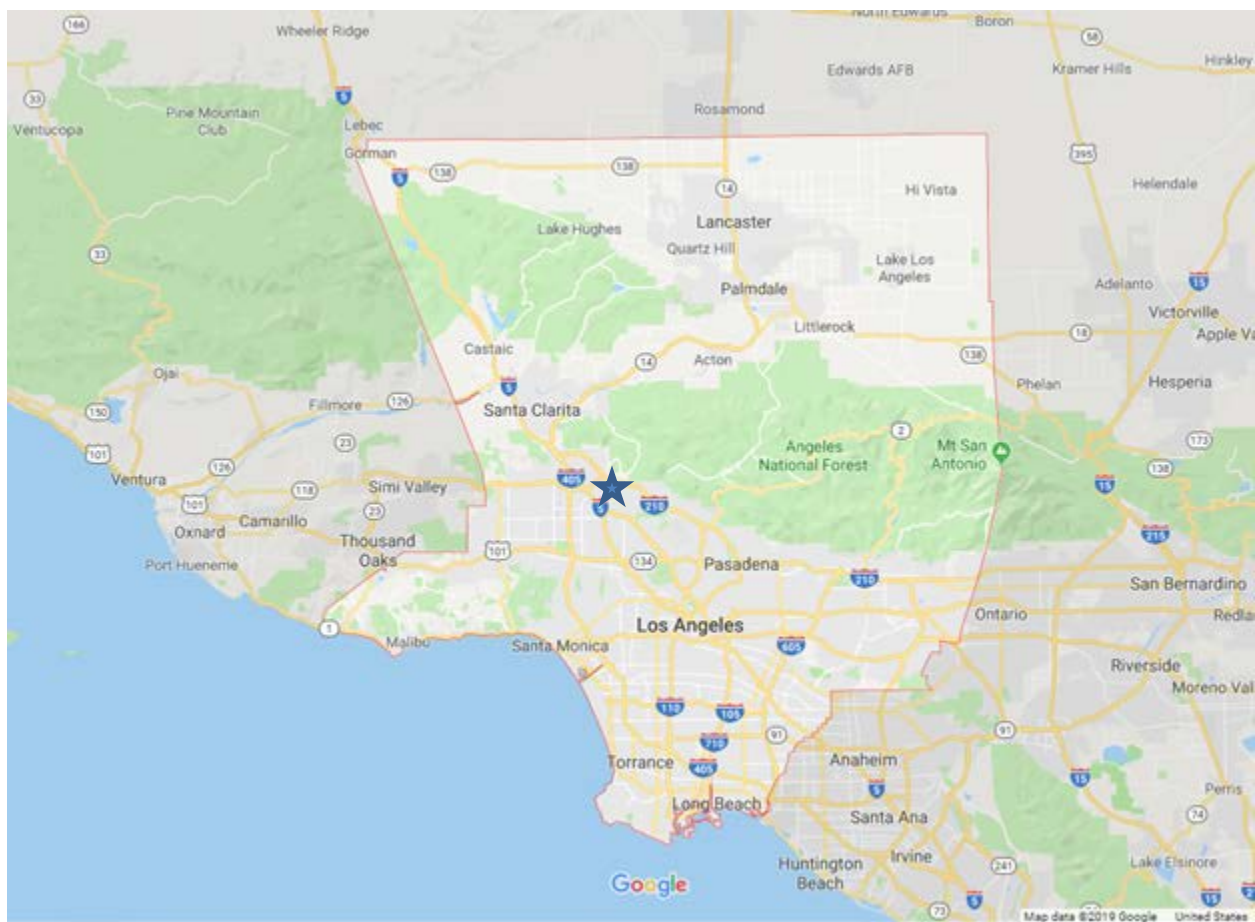 North Edwards
Boron
166
Wheeler Ridge
58
Hinkley
Edwards AFB
Kramer Hills
33
5
Rosamond
Pine Mountain
Club
Ventucopa
Lebec
Gorman
138
138
395
5
14
Hi Vista
Helendale
Lancaster
Lake Hughes
Quartz Hill
33
Lake Los
Angeles
15
Adelanto
Palmdale
Victorville
Littlerock
18
Apple Va
Castaic
14
Acton
138
Ojai
Phelan
Hesperia
5
Fillmore
126
Santa Clarita
150
2
23
Angeles
National Forest
Mt San
Antonio
173
101
126
138
Ventura
Simi Valley
405
118
15
101
23
5
210
Camarillo
Oxnard
Thousand
Oaks
215
101
Port Hueneme
134
Pasadena
210
San Bernardino
Ontario
Redla
1
Los Angeles
Malibu
Santa Monica
605
Riverside
Moreno Val
110
105
91
91
710
Torrance
405
Anaheim
15
5
Perris
Long Beach
Santa Ana
74
Huntington
Beach
Irvine
241
Lake Elsinore
Google
5
15
2
73
Map data ©2019 Google United States